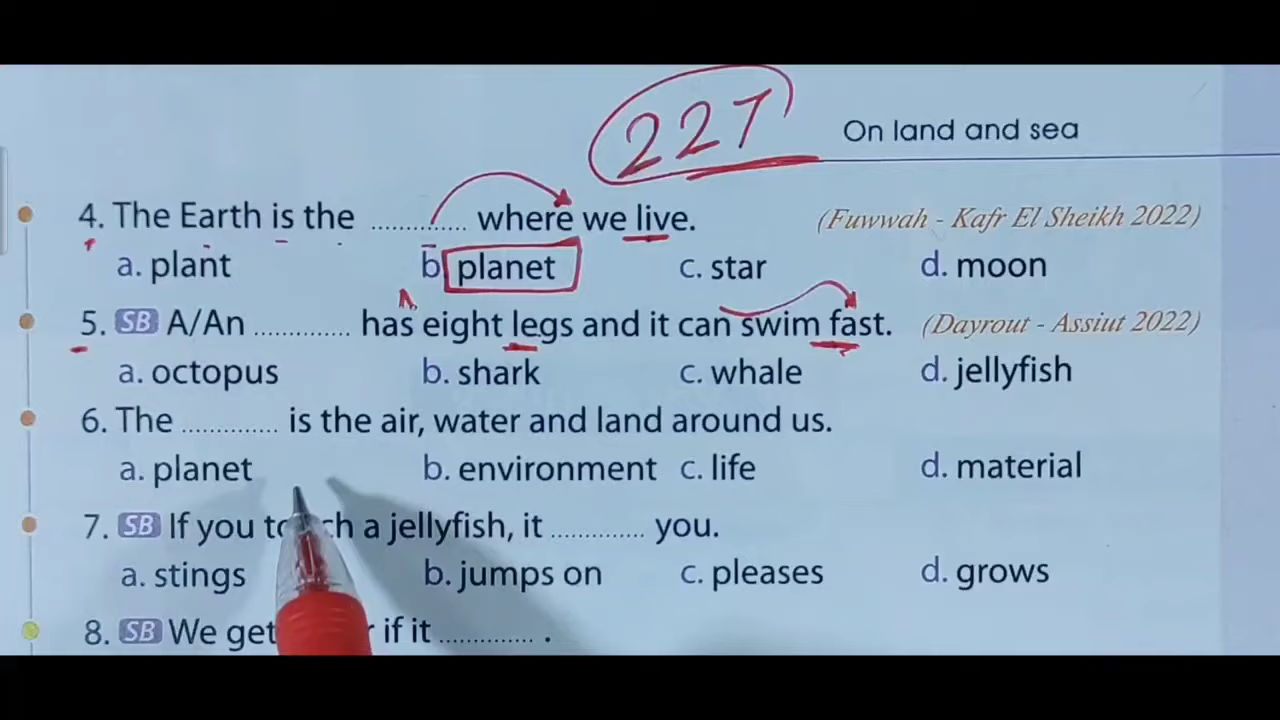 227
On land and sea
4. The Earth is the ............ where we live. (Fuwwah - Kafr El Sheikh 2022)
a. plant b. planet c. star d. moon
5. SB A/An ............ has eight legs and it can swim fast. (Dayrout - Assiut 2022)
a. octopus b. shark c. whale d. jellyfish
6. The ............ is the air, water and land around us.
a. planet b. environment c. life d. material
7. SB If you touch a jellyfish, it ............ you.
a. stings b. jumps on c. pleases d. grows
8. SB We get if it ............ .